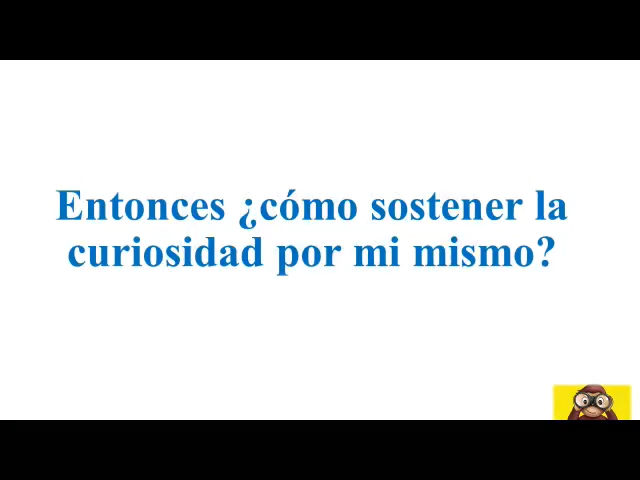 Entonces ¿cómo sostener la
curiosidad por mi mismo?